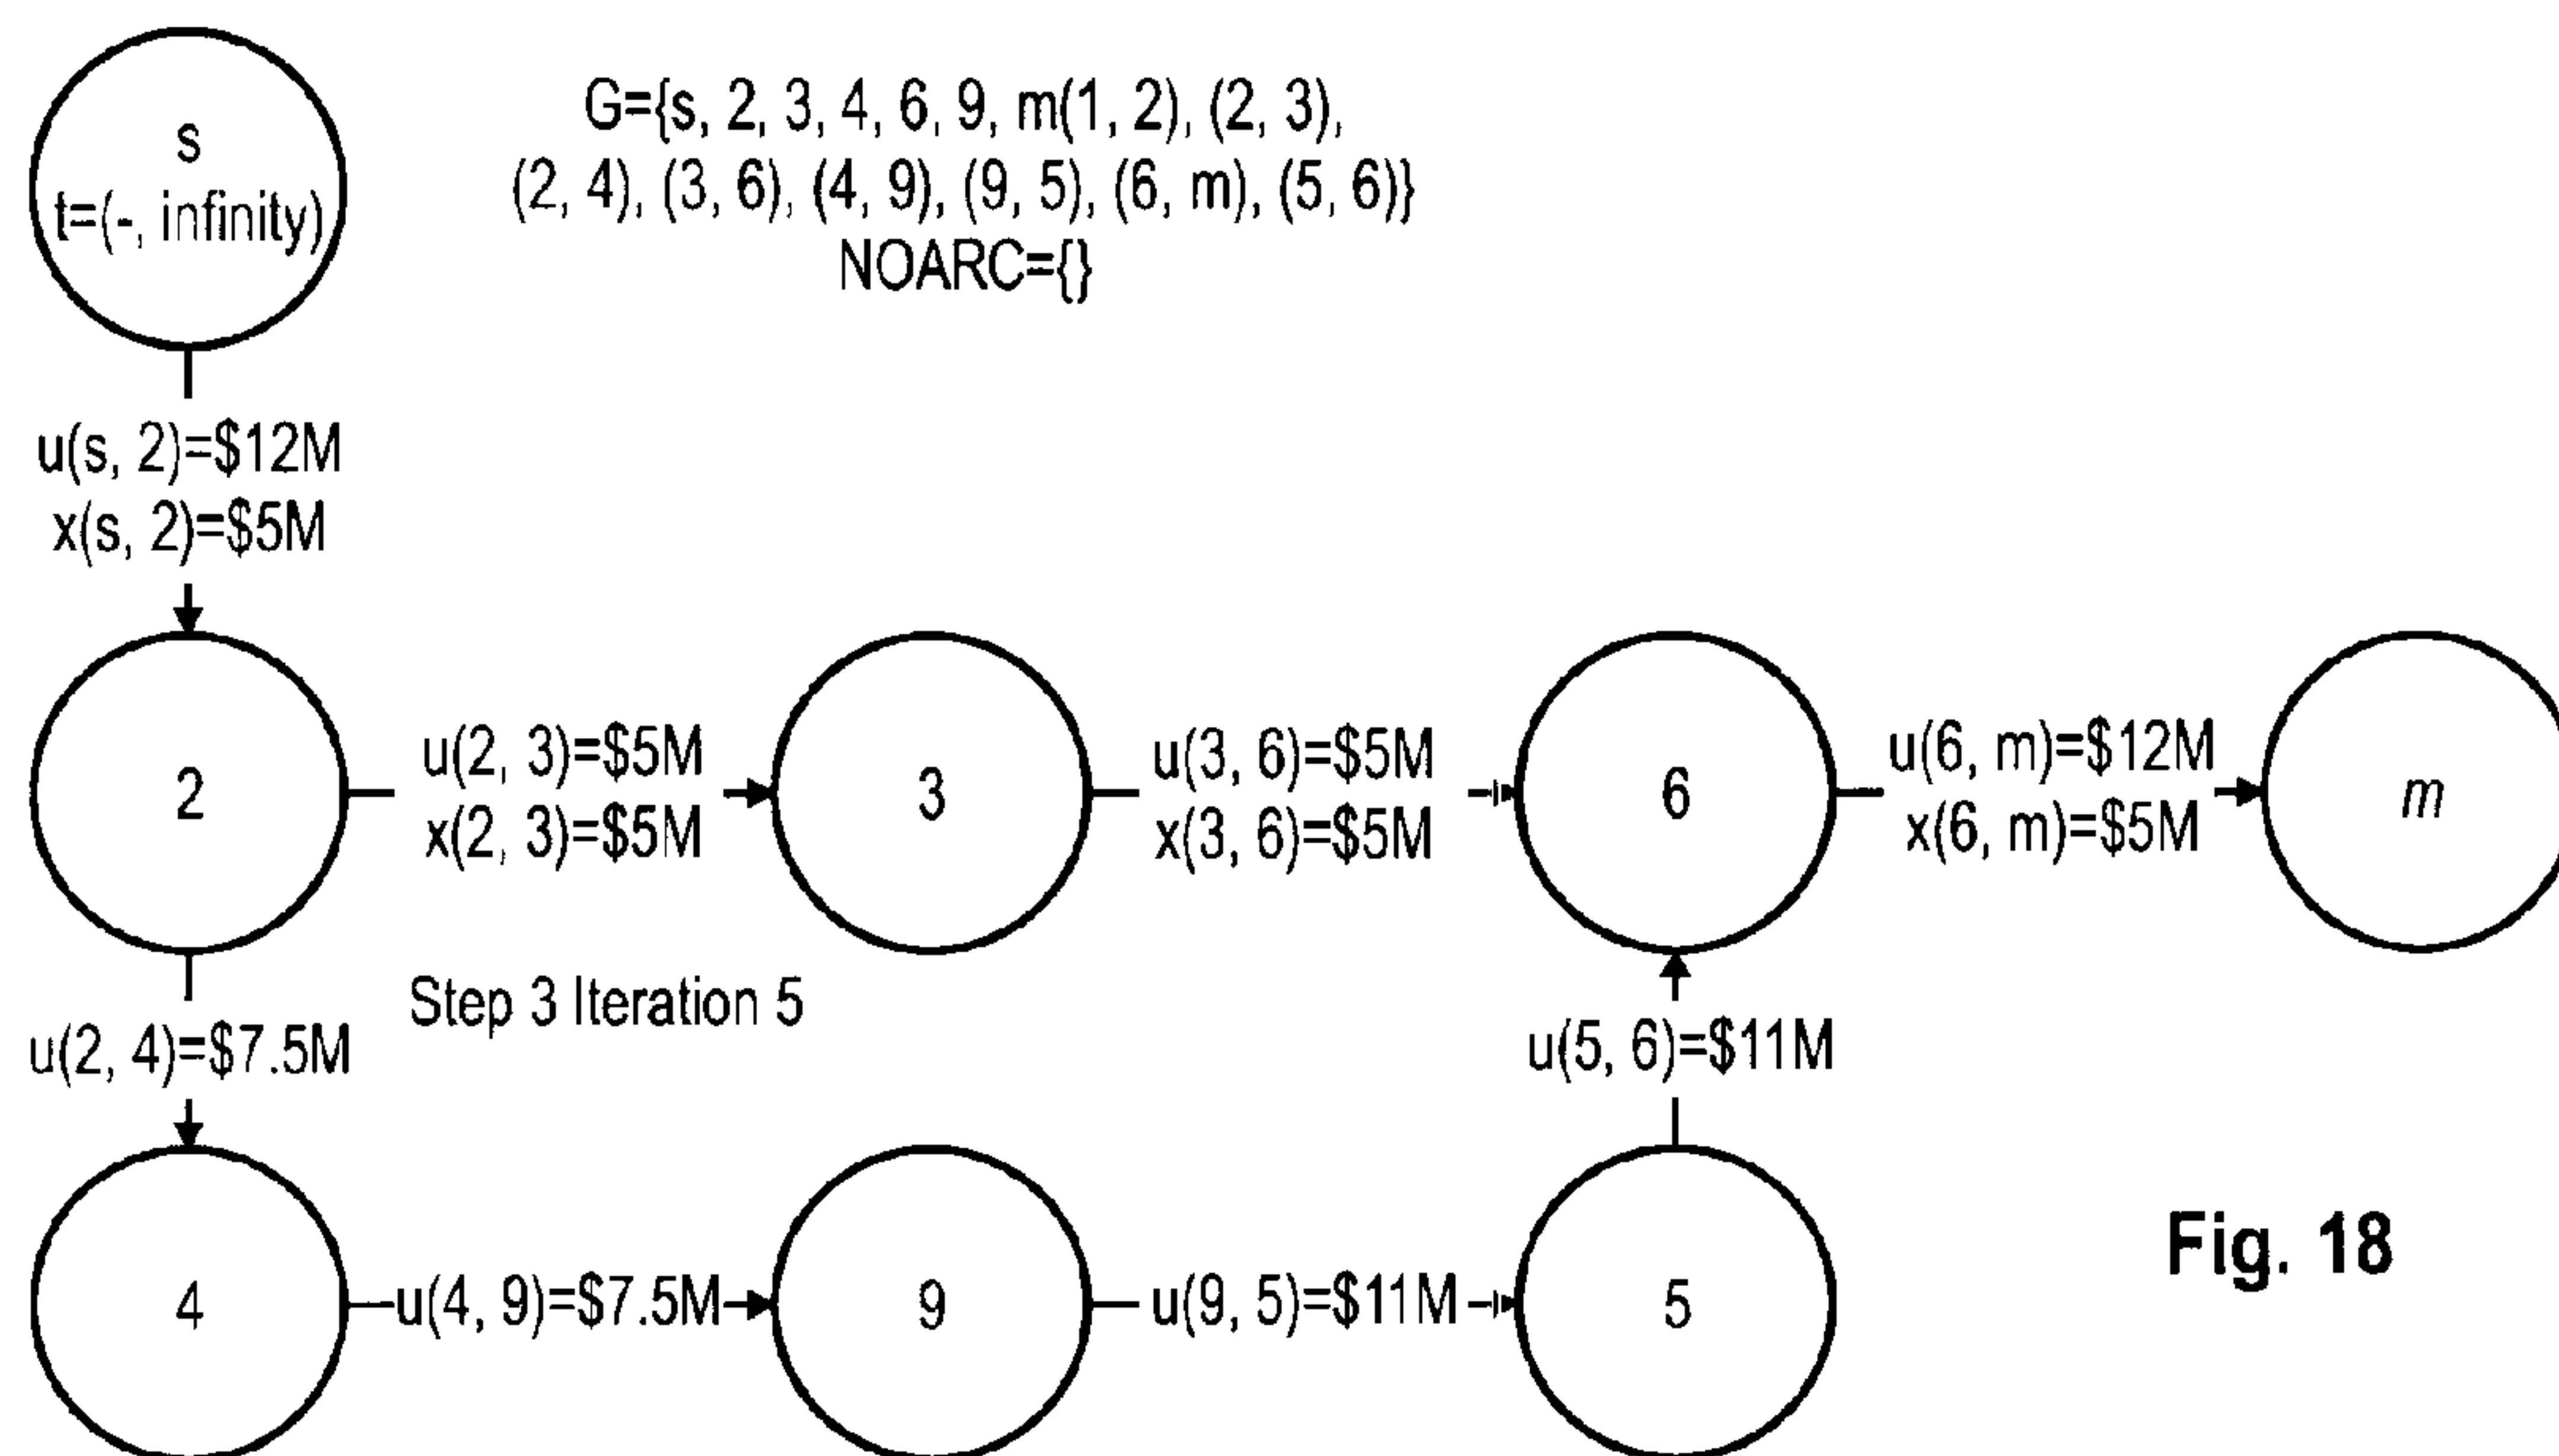 s
t=(-, infinity)
G={s, 2, 3, 4, 6, 9, m(1, 2), (2, 3),
(2, 4), (3, 6), (4, 9), (9, 5), (6, m), (5, 6)}
NOARC={}
u(s, 2)=$12M
x(s, 2)=$5M
2
u(2, 3)=$5M
x(2, 3)=$5M
3
u(3, 6)=$5M
x(3, 6)=$5M
6
u(6, m)=$12M
x(6, m)=$5M
m
Step 3 Iteration 5
u(2, 4)=$7.5M
u(5, 6)=$11M
4
u(4, 9)=$7.5M
9
u(9, 5)=$11M
5
Fig. 18